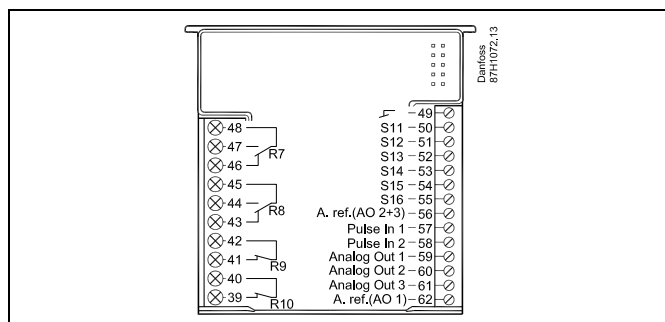 Danfoss
87H1072.13
48
47
R7
46
45
44
R8
43
42
41
R9
40
39
R10
49
S11 50
S12 51
S13 52
S14 53
S15 54
S16 55
A. ref.(AO 2+3) 56
Pulse In 1 57
Pulse In 2 58
Analog Out 1 59
Analog Out 2 60
Analog Out 3 61
A. ref.(AO 1) 62